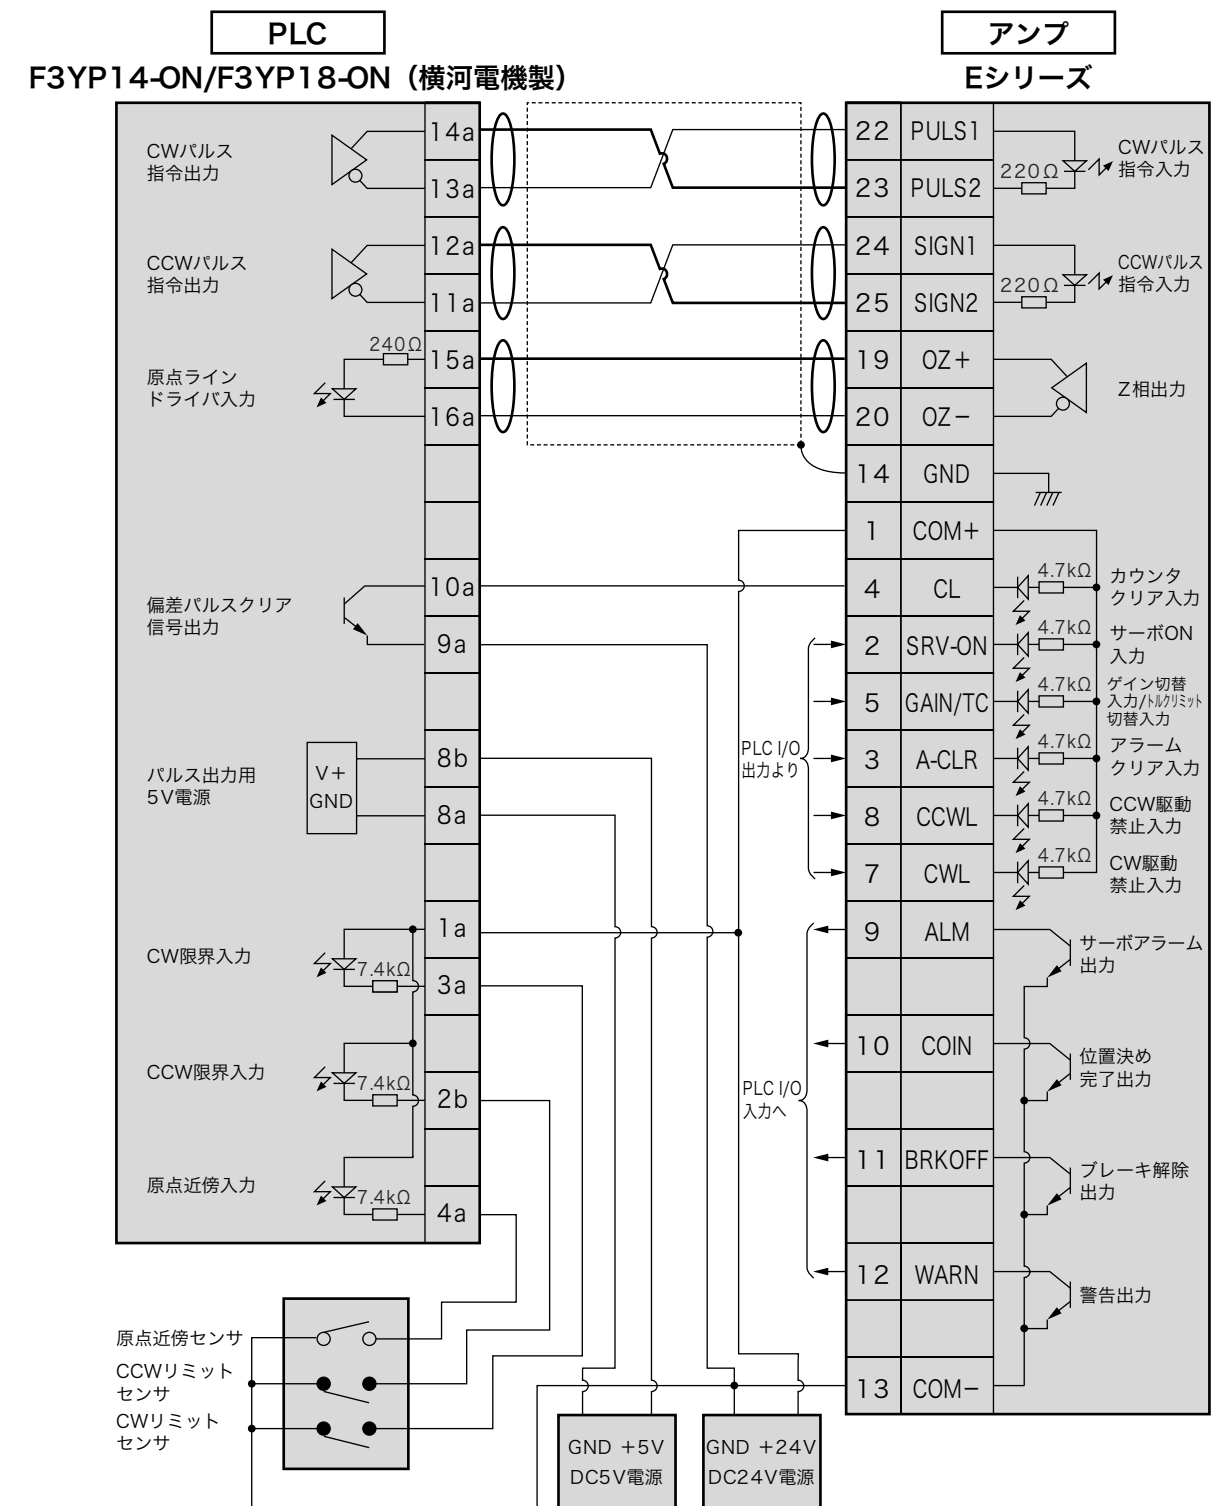 PLC
アンプ
F3YP14-ON/F3YP18-ON（横河電機製）
Eシリーズ
CWパルス
指令出力
14a
13a
22 PULS1
23 PULS2
220Ω
CWパルス
指令入力
CCWパルス
指令出力
12a
11a
24 SIGN1
25 SIGN2
220Ω
CCWパルス
指令入力
原点ライン
ドライバ入力
240Ω
15a
16a
19 OZ+
20 OZ−
Z相出力
14 GND
1 COM+
偏差パルスクリア
信号出力
10a
9a
4 CL
4.7kΩ
カウンタ
クリア入力
2 SRV-ON
4.7kΩ
サーボON
入力
5 GAIN/TC
4.7kΩ
ゲイン切替
入力/トルクリミット
切替入力
PLC I/O
出力より
3 A-CLR
4.7kΩ
アラーム
クリア入力
8 CCWL
4.7kΩ
CCW駆動
禁止入力
7 CWL
4.7kΩ
CW駆動
禁止入力
パルス出力用
5V電源
V+
GND
8b
8a
CW限界入力
7.4kΩ
1a
3a
9 ALM
サーボアラーム
出力
CCW限界入力
7.4kΩ
2b
10 COIN
位置決め
完了出力
PLC I/O
入力へ
原点近傍入力
7.4kΩ
4a
11 BRKOFF
ブレーキ解除
出力
12 WARN
警告出力
13 COM−
原点近傍センサ
CCWリミット
センサ
CWリミット
センサ
GND +5V
DC5V電源
GND +24V
DC24V電源